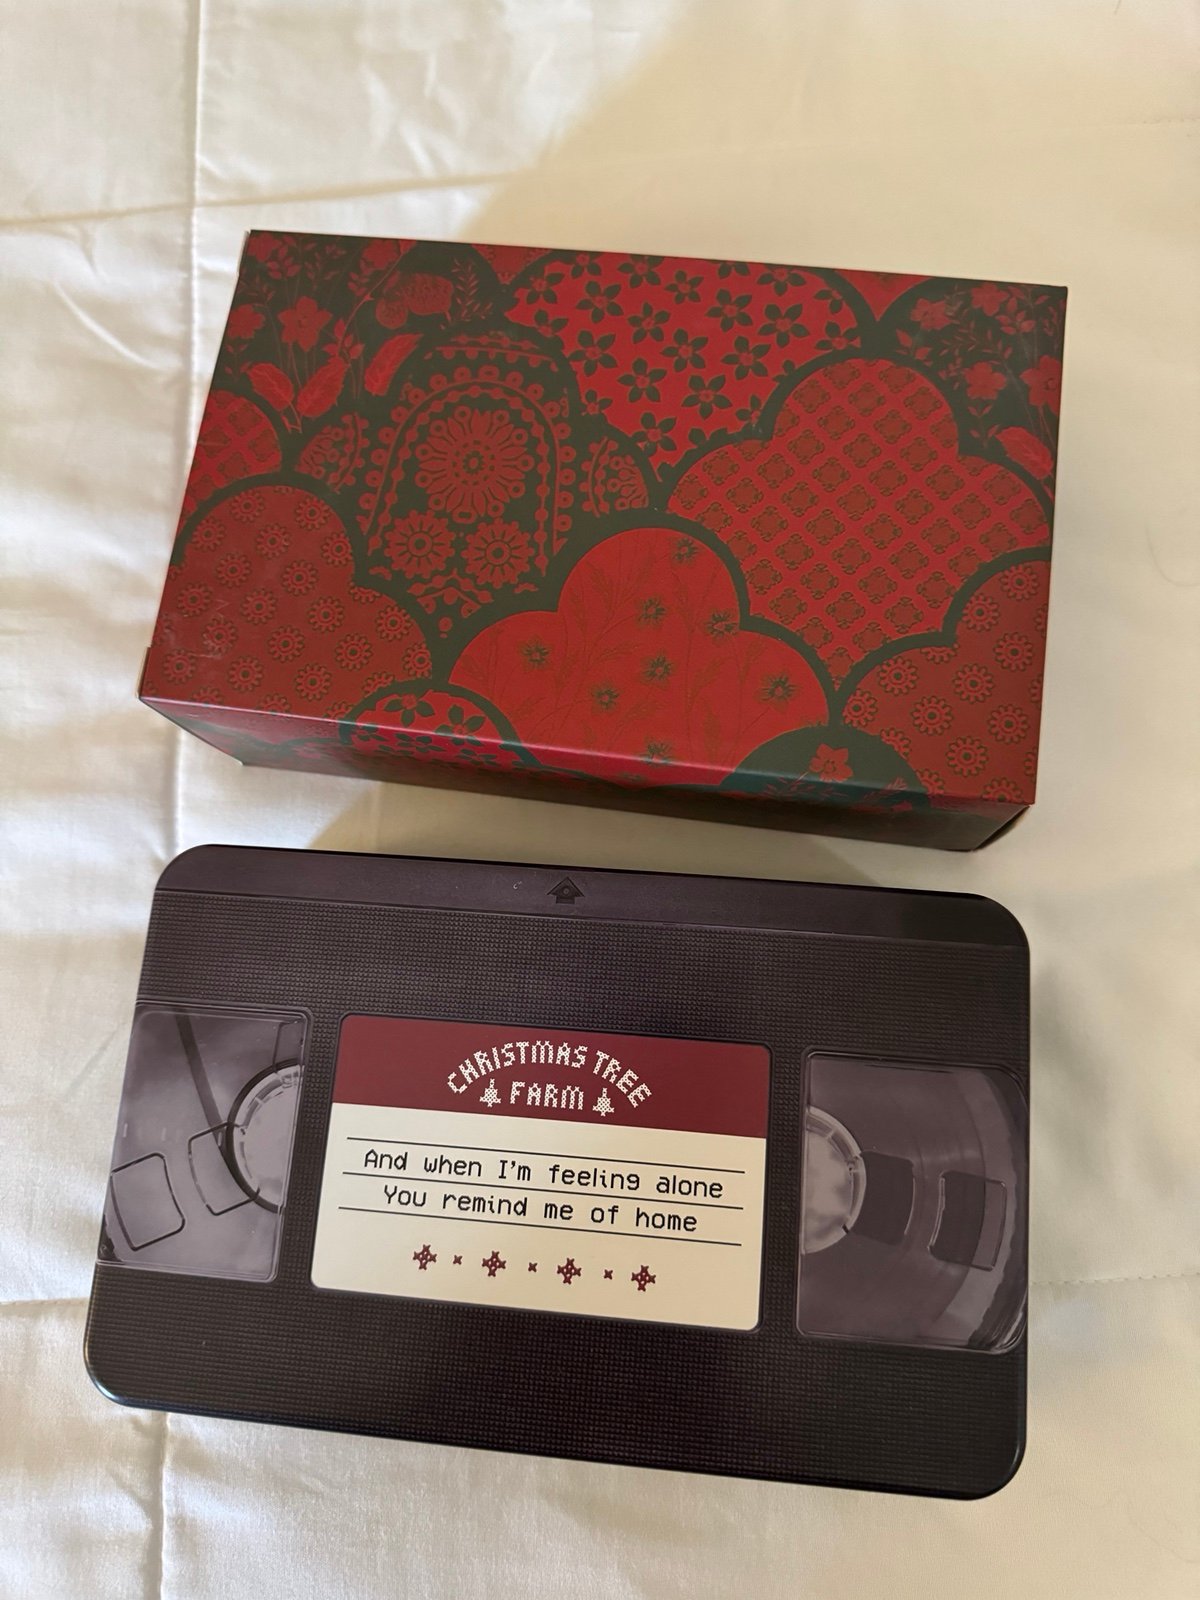 CHRISTMAS TREE
FARM
And when I'm feeling alone
You remind me of home